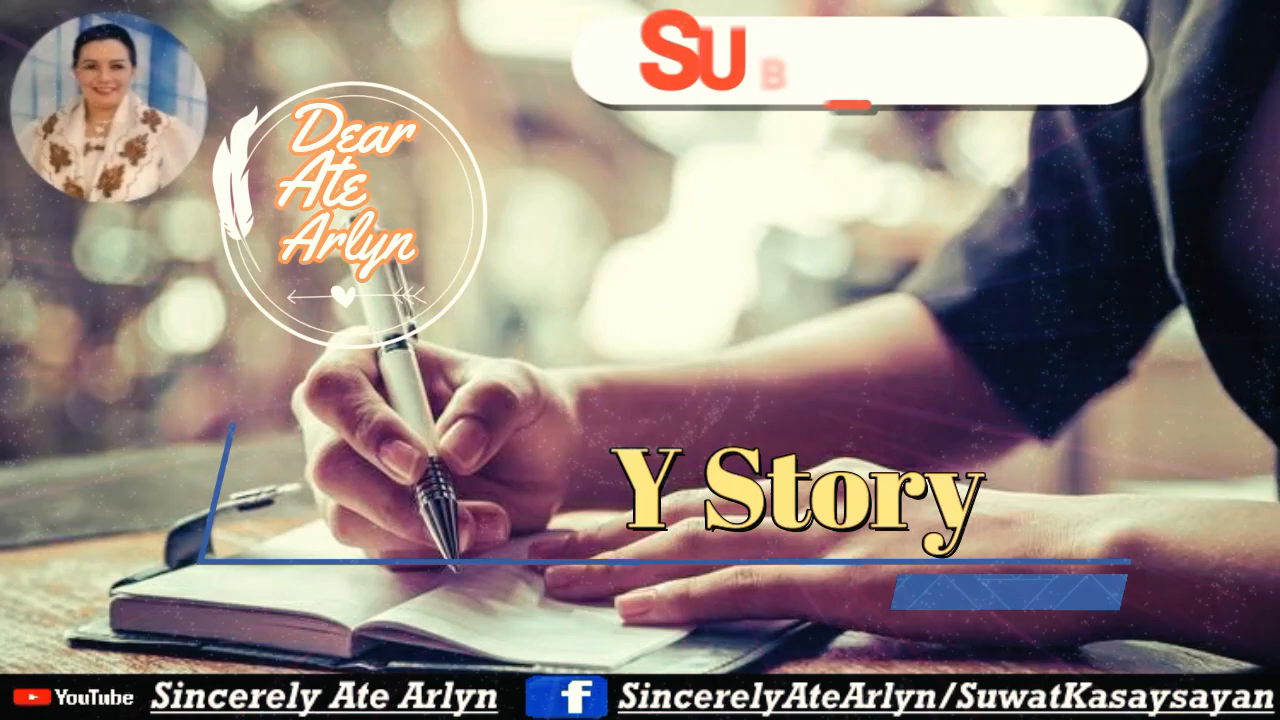 SU B
Dear
Ate
Arlyn
Y Story
YouTube Sincerely Ate Arlyn f SincerelyAteArlyn/SuwatKasaysayan